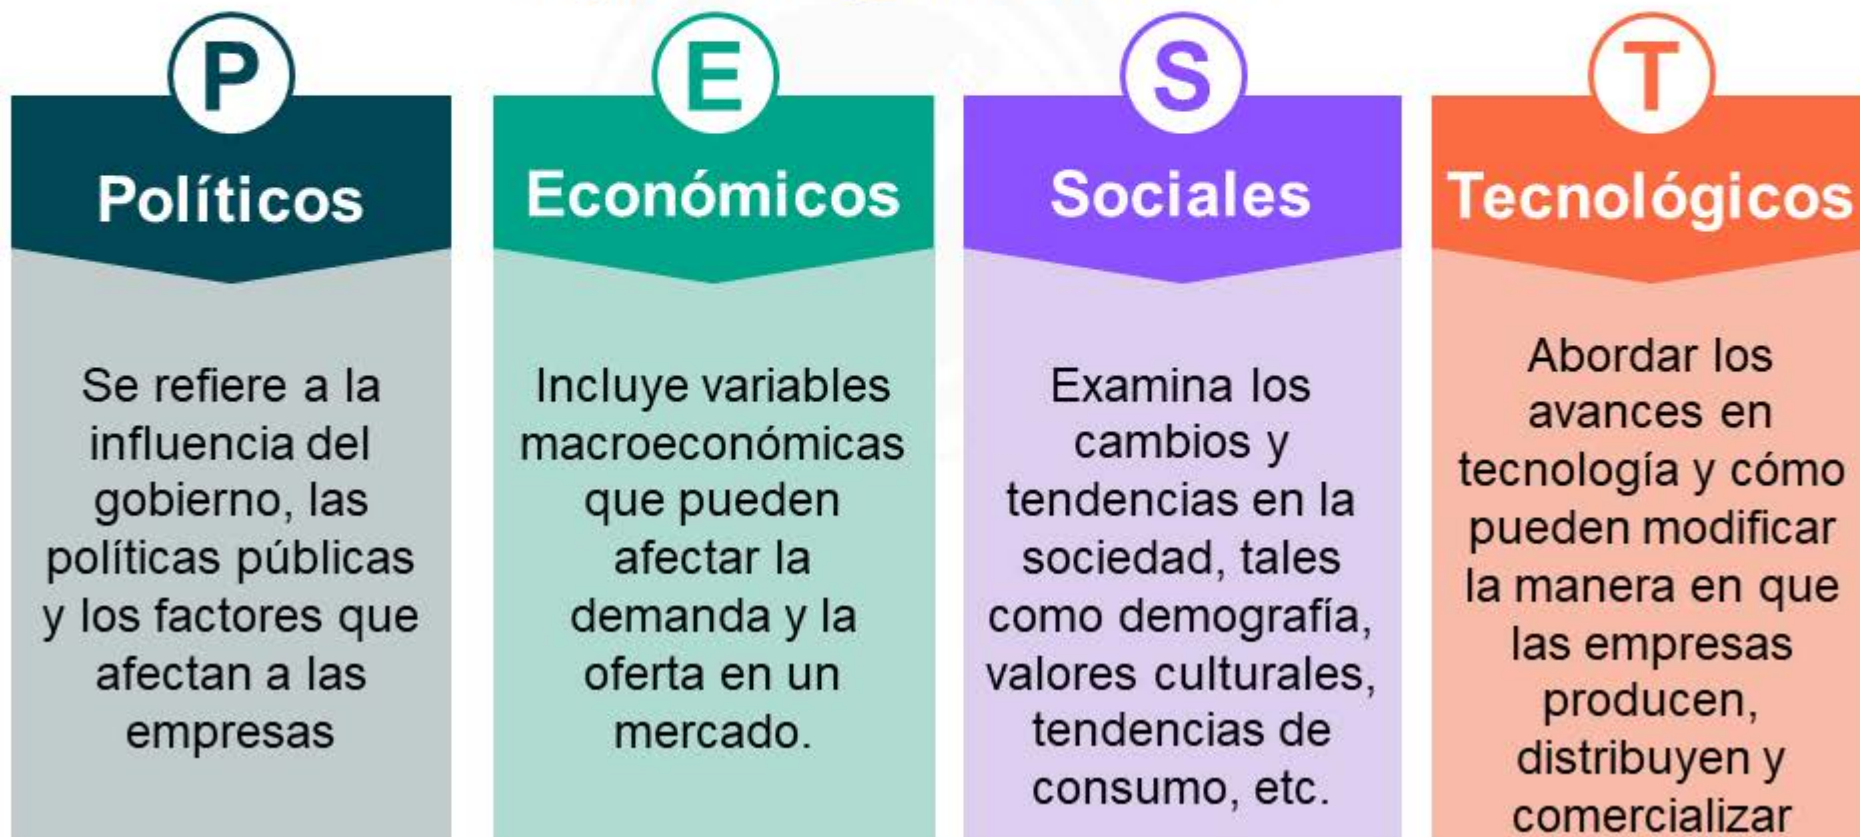 P
Políticos
Se refiere a la
influencia del
gobierno, las
políticas públicas
y los factores que
afectan a las
empresas
E
Económicos
Incluye variables
macroeconómicas
que pueden
afectar la
demanda y la
oferta en un
mercado.
S
Sociales
Examina los
cambios y
tendencias en la
sociedad, tales
como demografía,
valores culturales,
tendencias de
consumo, etc.
T
Tecnológicos
Abordar los
avances en
tecnología y cómo
pueden modificar
la manera en que
las empresas
producen,
distribuyen y
comercializar